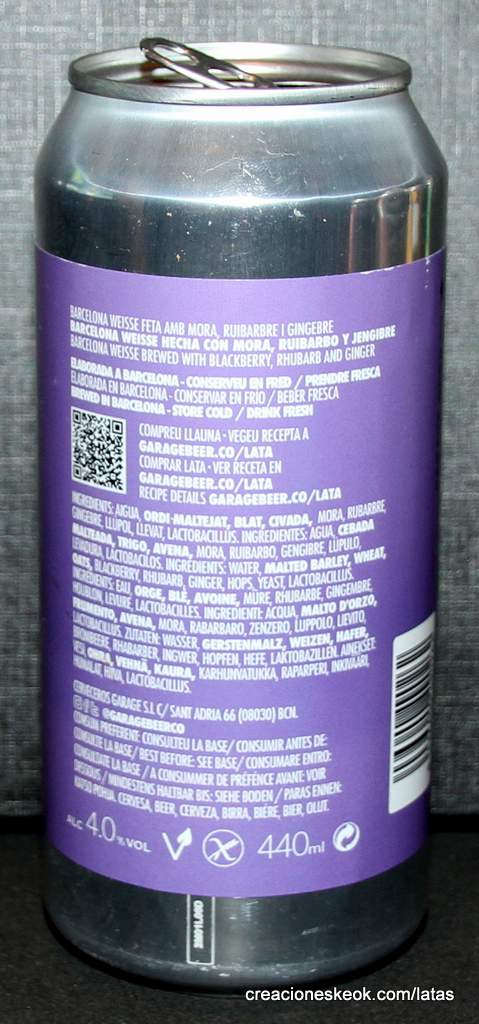 BARCELONA WEISSE FETA AMB MORA, RUIBARBRE I GINGEBRE
BARCELONA WEISSE HECHA CON MORA, RUIBARBO Y JENGIBRE
BARCELONA WEISSE BREWED WITH BLACKBERRY, RHUBARB AND GINGER
ELABORADA A BARCELONA - CONSERVEU EN FRED / PRENDRE FRESCA
ELABORADA EN BARCELONA - CONSERVAR EN FRÍO / BEBER FRESCA
BREWED IN BARCELONA - STORE COLD / DRINK FRESH
COMPREU LLAUNA · VEGEU RECEPTA A
GARAGEBEER.CO/LATA
COMPRAR LATA · VER RECETA EN
GARAGEBEER.CO/LATA
RECIPE DETAILS GARAGEBEER.CO/LATA
INGREDIENTS: AIGUA, ORDI-MALTEJAT, BLAT, CIVADA, MORA, RUIBARBRE,
GINGEBRE, LLÚPOL, LLEVAT, LACTOBACILLUS. INGREDIENTES: AGUA, CEBADA
MALTEADA, TRIGO, AVENA, MORA, RUIBARBO, GENGIBRE, LÚPULO,
LEVADURA, LACTOBACILOS. INGREDIENTS: WATER, MALTED BARLEY, WHEAT,
OATS, BLACKBERRY, RHUBARB, GINGER, HOPS, YEAST, LACTOBACILLUS.
INGREDIENTS: EAU, ORGE, BLÉ, AVOINE, MÛRE, RHUBARBE, GINGEMBRE,
HOUBLON, LEVURE, LACTOBACILLES. INGREDIENTI: ACQUA, MALTO D'ORZO,
FRUMENTO, AVENA, MORA, RABARBARO, ZENZERO, LUPPOLO, LIEVITO,
LACTOBACILLUS. ZUTATEN: WASSER, GERSTENMALZ, WEIZEN, HAFER,
BROMBEERE, RHABARBER, INGWER, HOPFEN, HEFE, LAKTOBAZILLEN. AINEKSET:
VESI, OHRA, VEHNÄ, KAURA, KARHUNVATUKKA, RAPARPERI, INKIVÄÄRI,
HUMALAT, HIIVA, LACTOBACILLUS.
CERVECEROS GARAGE S.L C/ SANT ADRIA 66 (08030) BCN.
@GARAGEBEERCO
CONSUM PREFERENT: CONSULTEU LA BASE/ CONSUMIR ANTES DE:
CONSULTE LA BASE/ BEST BEFORE: SEE BASE/ CONSUMARE ENTRO:
CONSULTATE LA BASE / A CONSUMMER DE PRÉFÉNCE AVANT: VOIR
DESSOUS / MINDESTENS HALTBAR BIS: SIEHE BODEN / PARAS ENNEN:
KATSO POHJA. CERVESA, BEER, CERVEZA, BIRRA, BIÈRE, BIER, OLUT.
ALC 4.0% VOL
440ml
creacioneskeok.com/latas